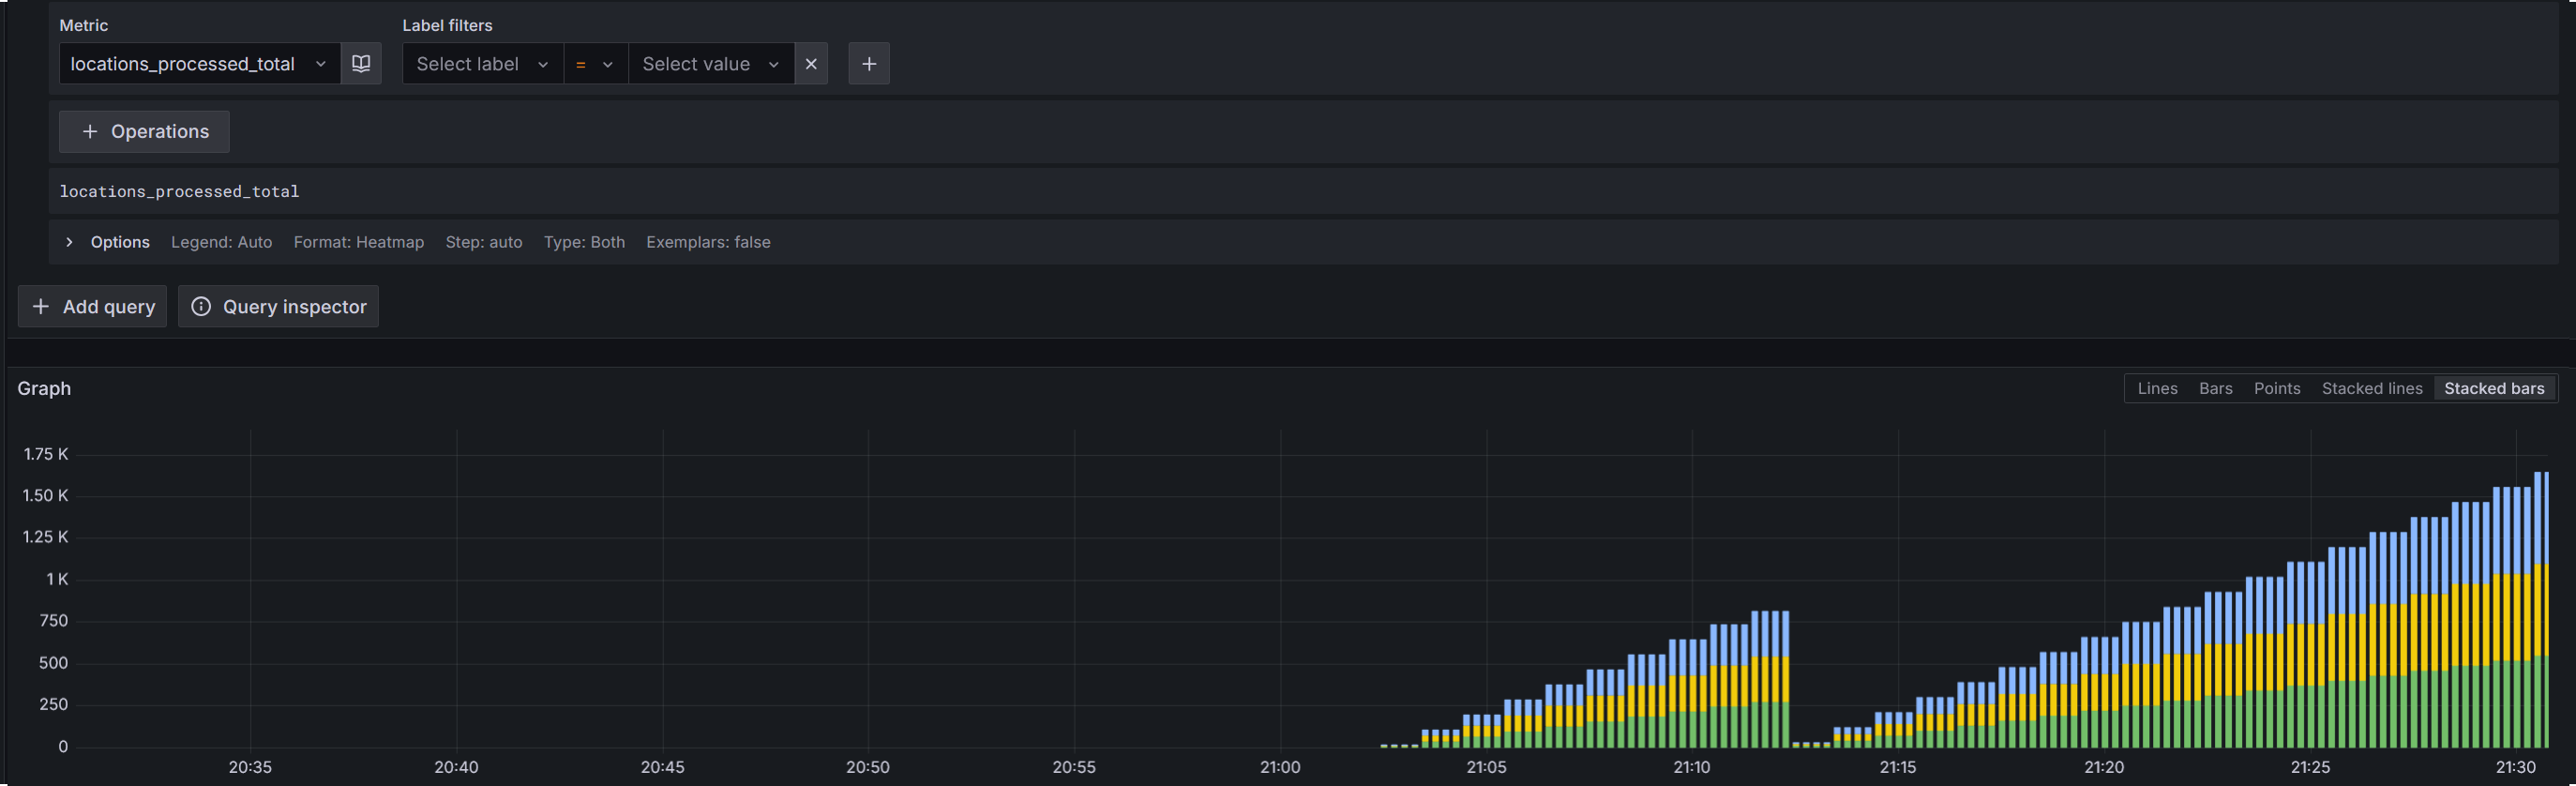 Metric Label filters
locations_processed_total Select label = Select value
Operations
locations_processed_total
Options Legend: Auto Format: Heatmap Step: auto Type: Both Exemplars: false
Add query Query inspector
Graph Lines Bars Points Stacked lines Stacked bars
1.75 K
1.50 K
1.25 K
1 K
750
500
250
0
20:35 20:40 20:45 20:50 20:55 21:00 21:05 21:10 21:15 21:20 21:25 21:30